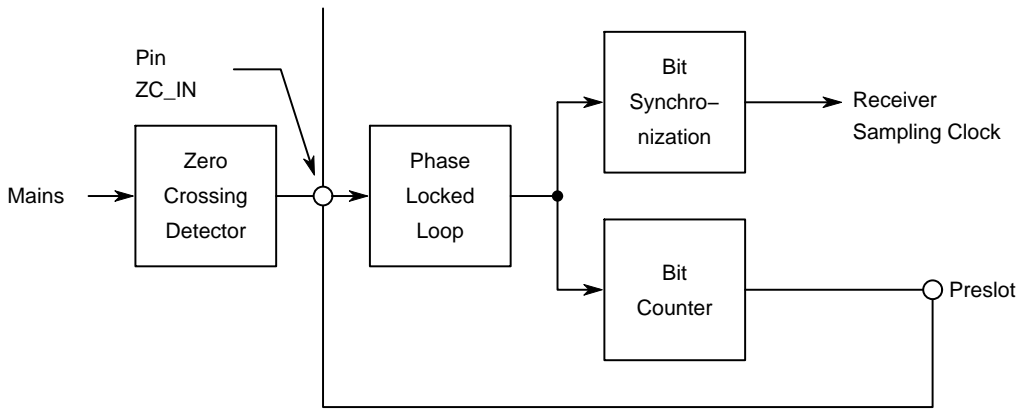 Pin
ZC_IN
Mains
Zero
Crossing
Detector
Phase
Locked
Loop
Bit
Synchro–
nization
Receiver
Sampling Clock
Bit
Counter
Preslot